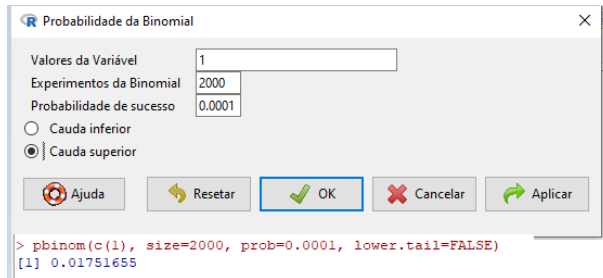 Probabilidade da Binomial
Valores da Variável 1
Experimentos da Binomial 2000
Probabilidade de sucesso 0.0001
Cauda inferior
Cauda superior
Ajuda Resetar OK Cancelar Aplicar
> pbinom(c(1), size=2000, prob=0.0001, lower.tail=FALSE)
[1] 0.01751655